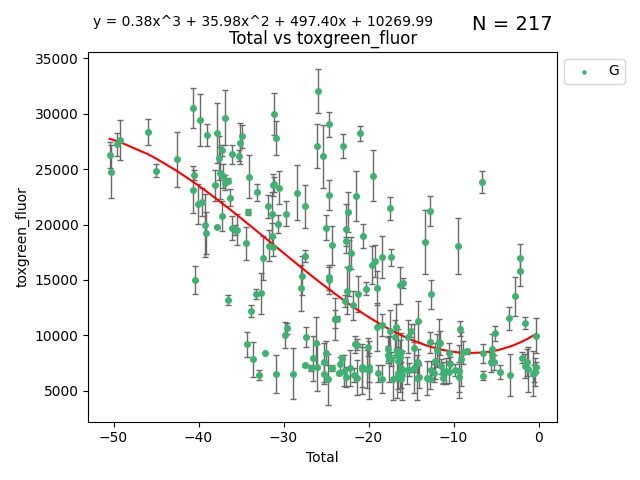 y = 0.38x^3 + 35.98x^2 + 497.40x + 10269.99
N = 217
Total vs toxgreen_fluor
G
toxgreen_fluor
35000
30000
25000
20000
15000
10000
5000
−50 −40 −30 −20 −10 0
Total